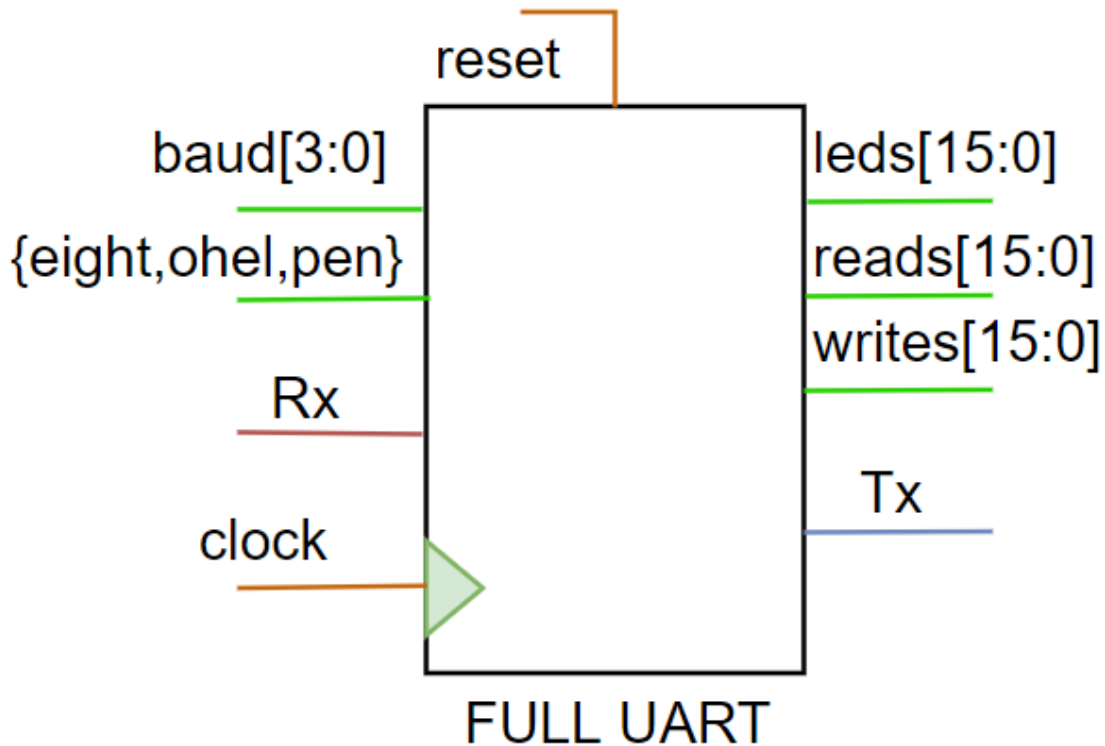 reset
baud[3:0]
leds[15:0]
{eight,ohel,pen}
reads[15:0]
writes[15:0]
Rx
Tx
clock
FULL UART